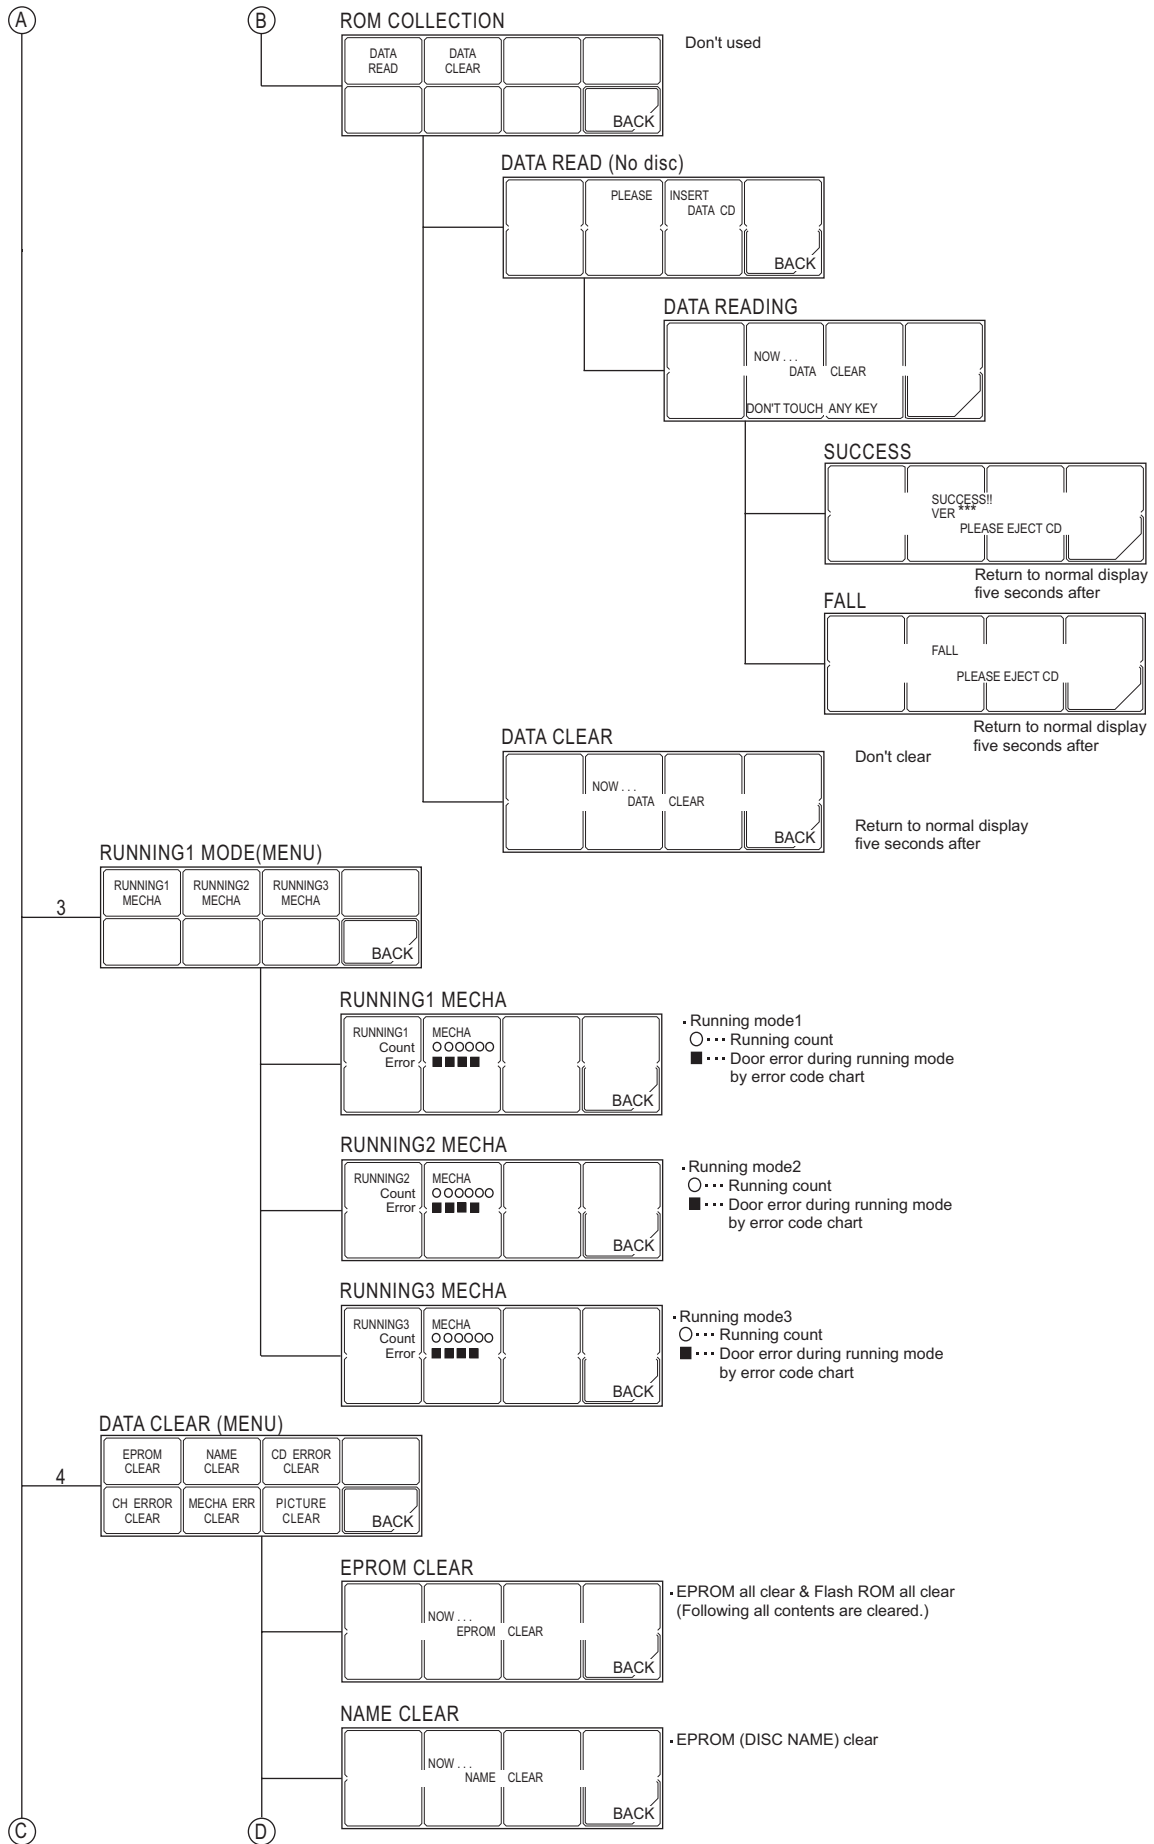 A
B
ROM COLLECTION
Don't used
DATA DATA
READ CLEAR
BACK
DATA READ (No disc)
PLEASE INSERT
DATA CD
BACK
DATA READING
NOW . . .
DATA CLEAR
DON'T TOUCH ANY KEY
SUCCESS
SUCCESS!!
VER ***
PLEASE EJECT CD
Return to normal display
five seconds after
FALL
FALL
PLEASE EJECT CD
Return to normal display
five seconds after
DATA CLEAR
Don't clear
NOW . . .
DATA CLEAR
BACK
Return to normal display
five seconds after
RUNNING1 MODE(MENU)
3
RUNNING1 RUNNING2 RUNNING3
MECHA MECHA MECHA
BACK
RUNNING1 MECHA
RUNNING1 MECHA
Count ○○○○○○
Error ■■■■
BACK
・Running mode1
○ ・・・ Running count
■ ・・・ Door error during running mode
by error code chart
RUNNING2 MECHA
RUNNING2 MECHA
Count ○○○○○○
Error ■■■■
BACK
・Running mode2
○ ・・・ Running count
■ ・・・ Door error during running mode
by error code chart
RUNNING3 MECHA
RUNNING3 MECHA
Count ○○○○○○
Error ■■■■
BACK
・Running mode3
○ ・・・ Running count
■ ・・・ Door error during running mode
by error code chart
DATA CLEAR (MENU)
4
EPROM NAME CD ERROR
CLEAR CLEAR CLEAR
CH ERROR MECHA ERR PICTURE
CLEAR CLEAR CLEAR
BACK
EPROM CLEAR
NOW . . .
EPROM CLEAR
BACK
・EPROM all clear & Flash ROM all clear
(Following all contents are cleared.)
NAME CLEAR
NOW . . .
NAME CLEAR
BACK
・EPROM (DISC NAME) clear
C
D